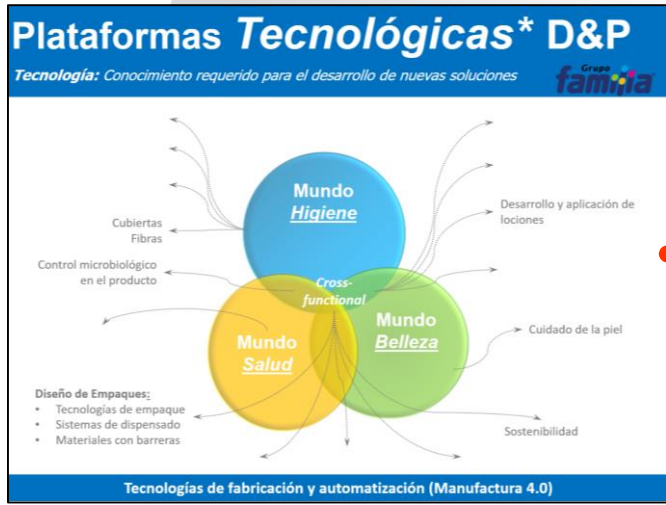 Plataformas Tecnológicas* D&P
Tecnología: Conocimiento requerido para el desarrollo de nuevas soluciones
Grupo
familia
Mundo
Higiene
Cubiertas
Fibras
Desarrollo y aplicación de
lociones
Control microbiológico
en el producto
Cross-
functional
Mundo
Salud
Mundo
Belleza
Cuidado de la piel
Diseño de Empaques:
• Tecnologías de empaque
• Sistemas de dispensado
• Materiales con barreras
Sostenibilidad
Tecnologías de fabricación y automatización (Manufactura 4.0)